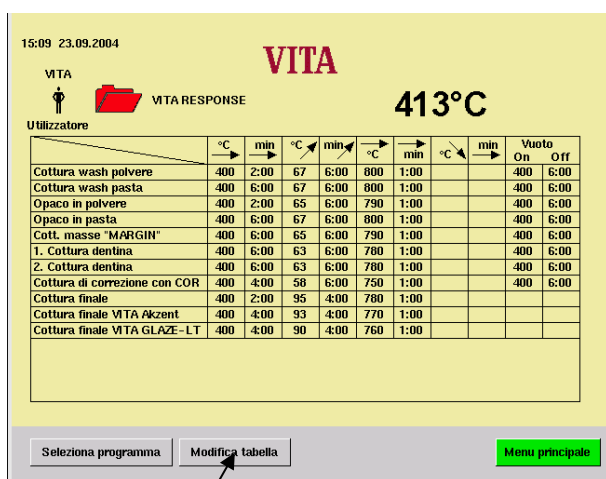 15:09 23.09.2004
VITA
VITA
VITA RESPONSE
413°C
Utilizzatore
°C min °C min °C min °C min Vuoto
On Off
Cottura wash polvere 400 2:00 67 6:00 800 1:00 400 6:00
Cottura wash pasta 400 6:00 67 6:00 800 1:00 400 6:00
Opaco in polvere 400 2:00 65 6:00 790 1:00 400 6:00
Opaco in pasta 400 6:00 67 6:00 800 1:00 400 6:00
Cott. masse "MARGIN" 400 6:00 65 6:00 790 1:00 400 6:00
1. Cottura dentina 400 6:00 63 6:00 780 1:00 400 6:00
2. Cottura dentina 400 6:00 63 6:00 780 1:00 400 6:00
Cottura di correzione con COR 400 4:00 58 6:00 750 1:00 400 6:00
Cottura finale 400 2:00 95 4:00 780 1:00
Cottura finale VITA Akzent 400 4:00 93 4:00 770 1:00
Cottura finale VITA GLAZE-LT 400 4:00 90 4:00 760 1:00
Seleziona programma Modifica tabella Menu principale